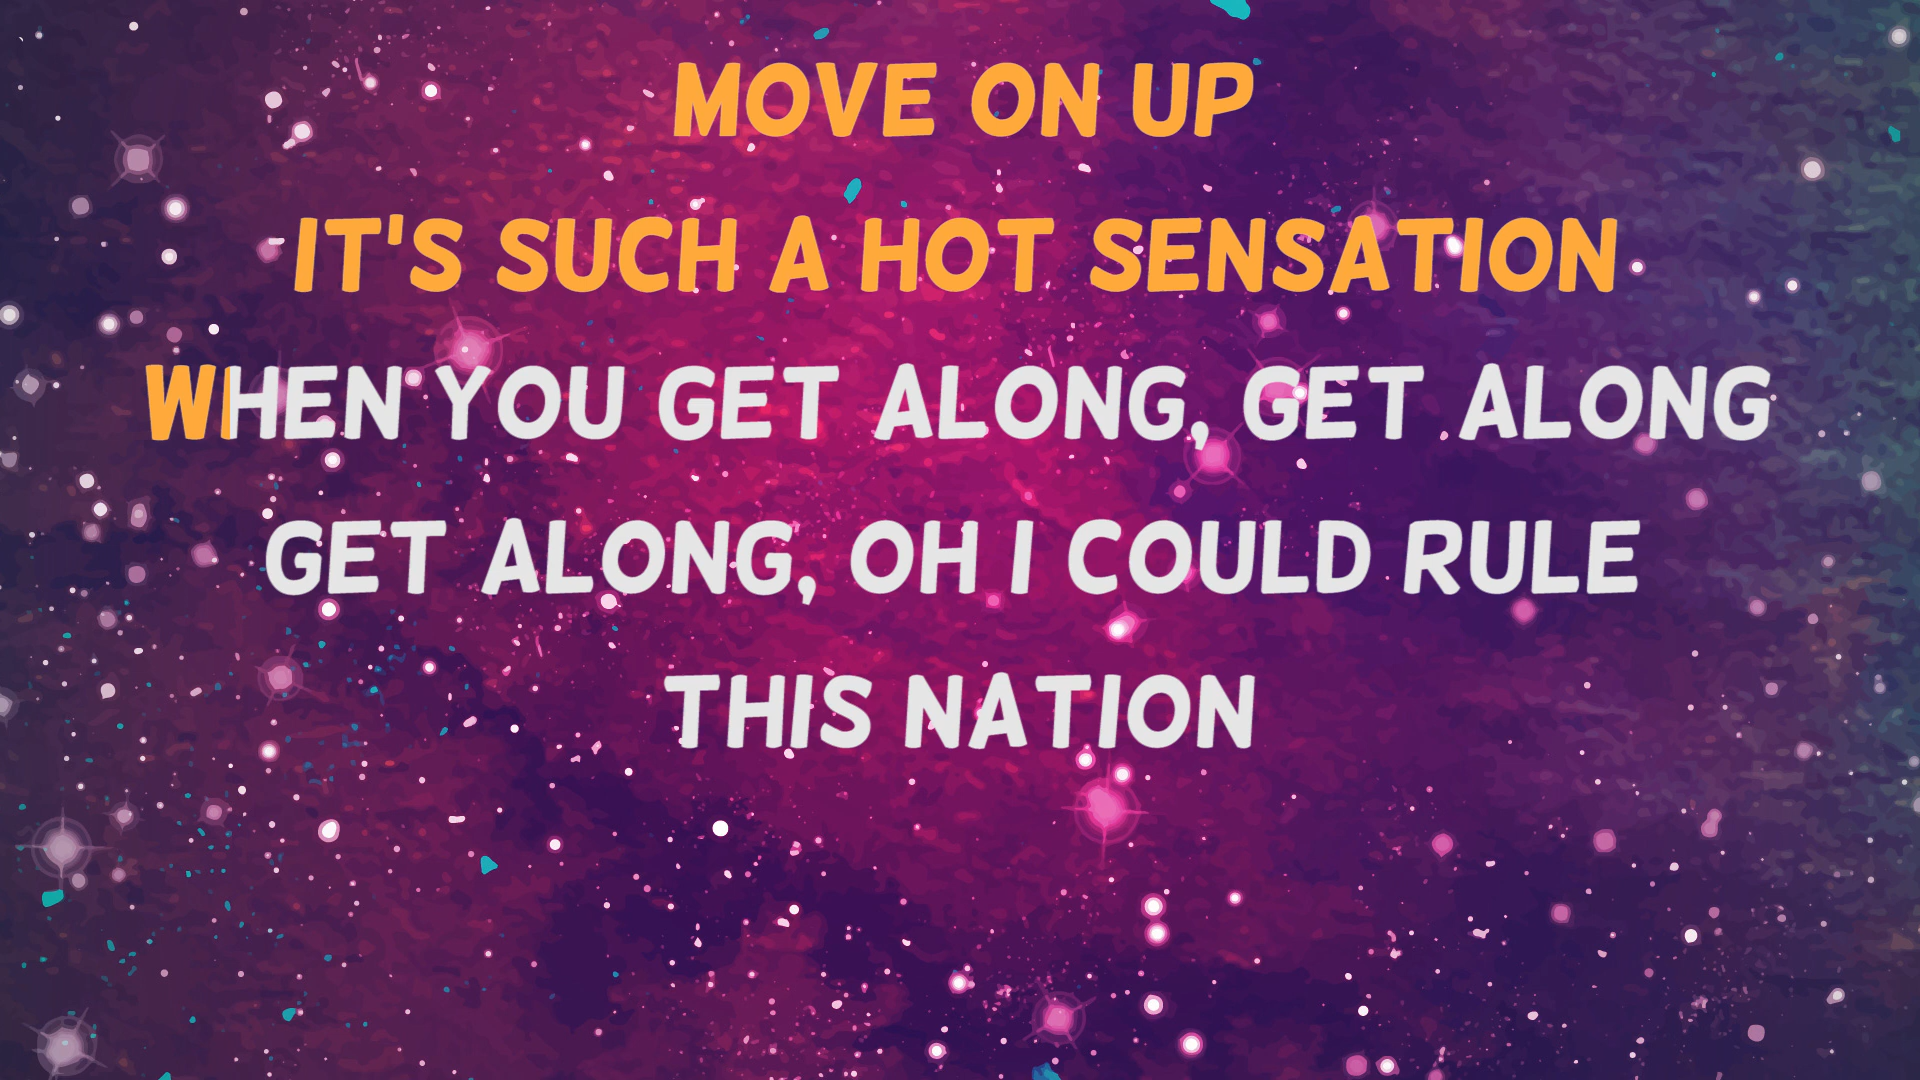 MOVE ON UP
IT'S SUCH A HOT SENSATION
WHEN YOU GET ALONG, GET ALONG
GET ALONG, OH I COULD RULE
THIS NATION